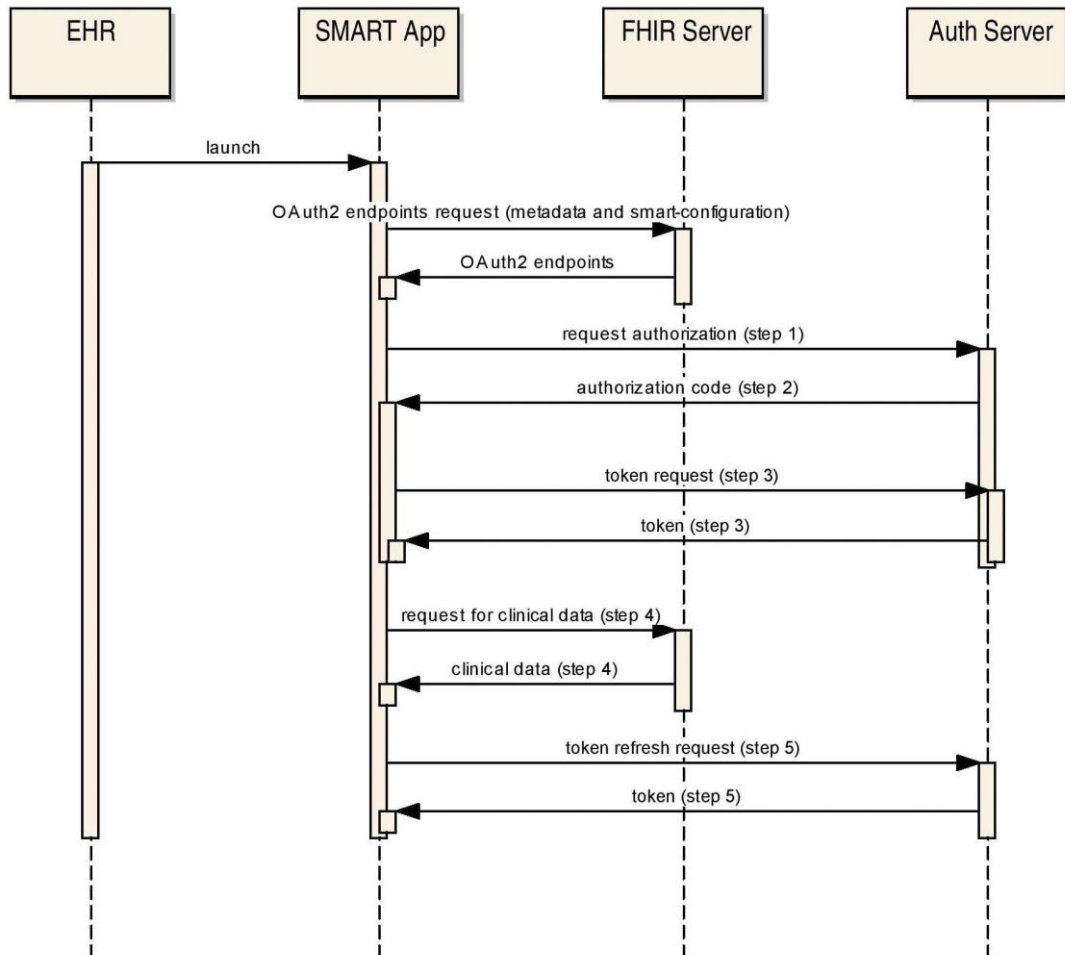 EHR
SMART App
FHIR Server
Auth Server
launch
OAuth2 endpoints request (metadata and smart-configuration)
OAuth2 endpoints
request authorization (step 1)
authorization code (step 2)
token request (step 3)
token (step 3)
request for clinical data (step 4)
clinical data (step 4)
token refresh request (step 5)
token (step 5)